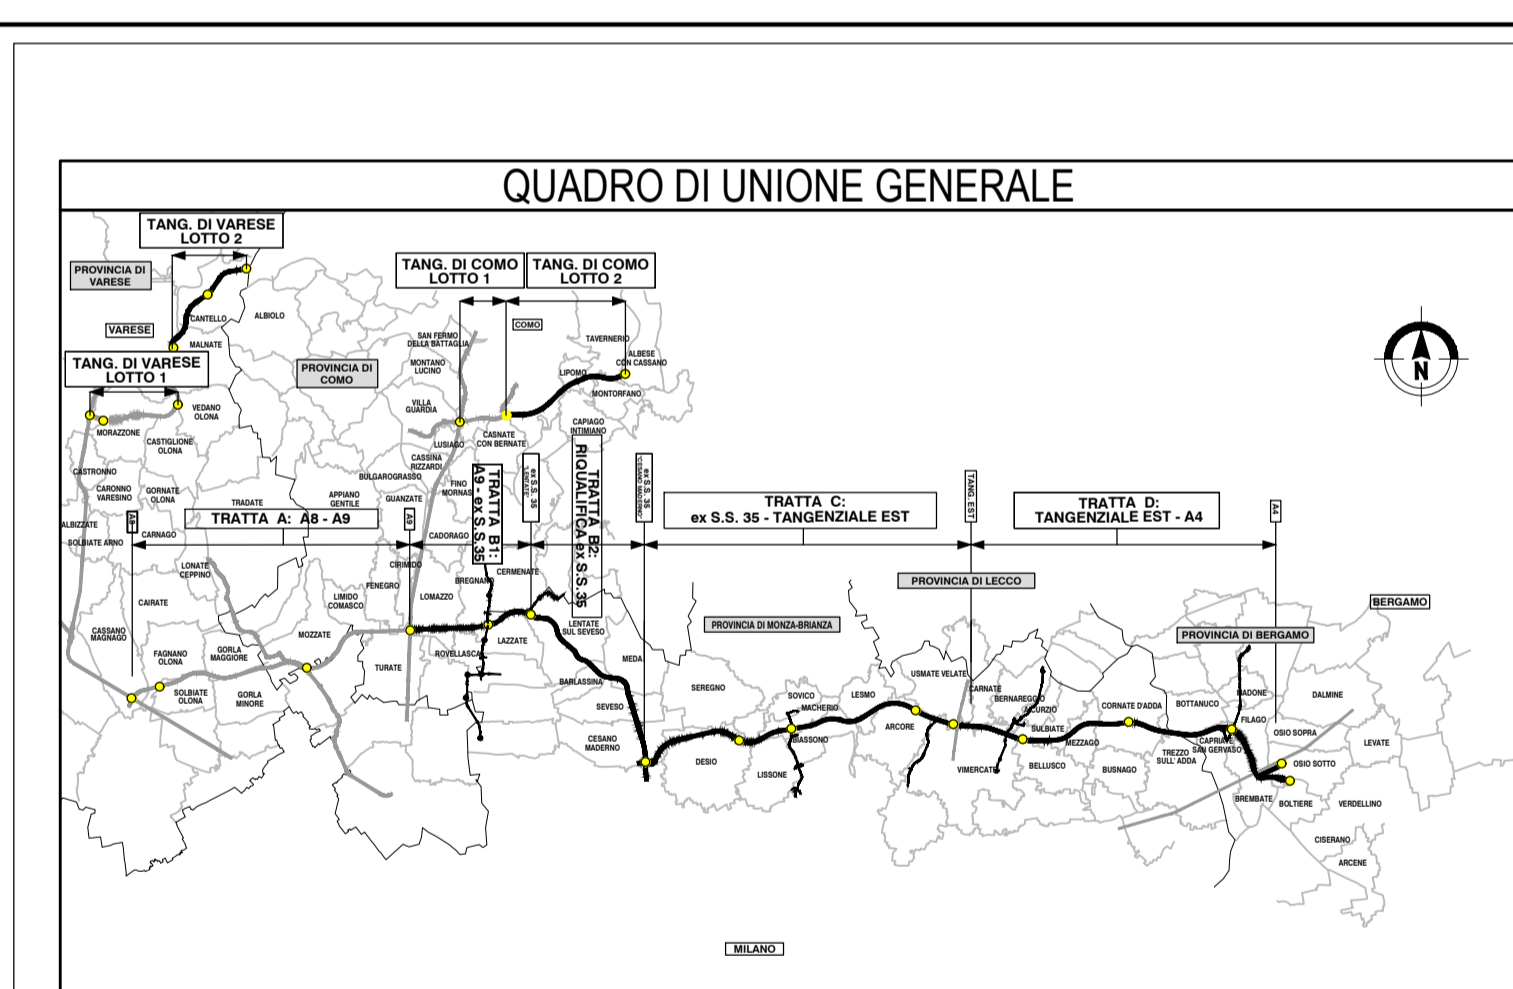 QUADRO DI UNIONE GENERALE
TANG. DI VARESE
LOTTO 2
PROVINCIA DI
VARESE
TANG. DI COMO
LOTTO 1
TANG. DI COMO
LOTTO 2
CANTELLO
ALBIOLO
VARESE
MALNATE
COMO
SAN FERMO
DELLA BATTAGLIA
TAVERNERIO
ALBESE
CON CASSANO
TANG. DI VARESE
LOTTO 1
PROVINCIA DI
COMO
MONTANO
LUCINO
LIPOMO
MONTORFANO
VEDANO
OLONA
VILLA
GUARDIA
MORAZZONE
CASTIGLIONE
OLONA
LUSIAGO
CASNATE
CON BERNATE
CAPIAGO
INTIMIANO
CASSINA
RIZZARDI
CASTRONNO
BULGAROGRASSO
CARONNO
VARESINO
GORNATE
OLONA
TRADATE
APPIANO
GENTILE
GUANZATE
FINO
MORNAS
TRATTA B1:
A9 - ex S.S.35
ex S.S. 35
"LENTATE"
TRATTA B2:
RIQUALIFICA ex S.S.35
ex S.S. 35
"CESANO MADERNO"
TRATTA C:
ex S.S. 35 - TANGENZIALE EST
TANG. EST
TRATTA D:
TANGENZIALE EST - A4
A4
ALBIZZATE
A8
TRATTA A: A8 - A9
A9
SOLBIATE ARNO
CARNAGO
CADORAGO
LONATE
CEPPINO
CIRIMIDO
FENEGRO
BREGNANO
CERMENATE
PROVINCIA DI LECCO
LIMIDO
COMASCO
LOMAZZO
CAIRATE
BERGAMO
CASSANO
MAGNAGO
MOZZATE
LAZZATE
LENTATE
SUL SEVESO
PROVINCIA DI MONZA-BRIANZA
PROVINCIA DI BERGAMO
FAGNANO
OLONA
GORLA
MAGGIORE
TURATE
ROVELLASCA
MEDA
USMATE VELATE
BARLASSINA
SEREGNO
SOLBIATE
OLONA
GORLA
MINORE
SOVICO
LESMO
CARNATE
BERNAREGGIO
MADONE
DALMINE
SEVESO
MACHERIO
AICURZIO
CORNATE D'ADDA
BOTTANUCO
FILAGO
CESANO
MADERNO
BIASSONO
ARCORE
SULBIATE
MEZZAGO
CAPRIATE
SAN GERVASO
OSIO SOPRA
LEVATE
DESIO
LISSONE
VIMERCATE
BELLUSCO
BUSNAGO
TREZZO
SULL' ADDA
OSIO SOTTO
BREMBATE
BOLTIERE
VERDELLINO
CISERANO
ARCENE
MILANO
N